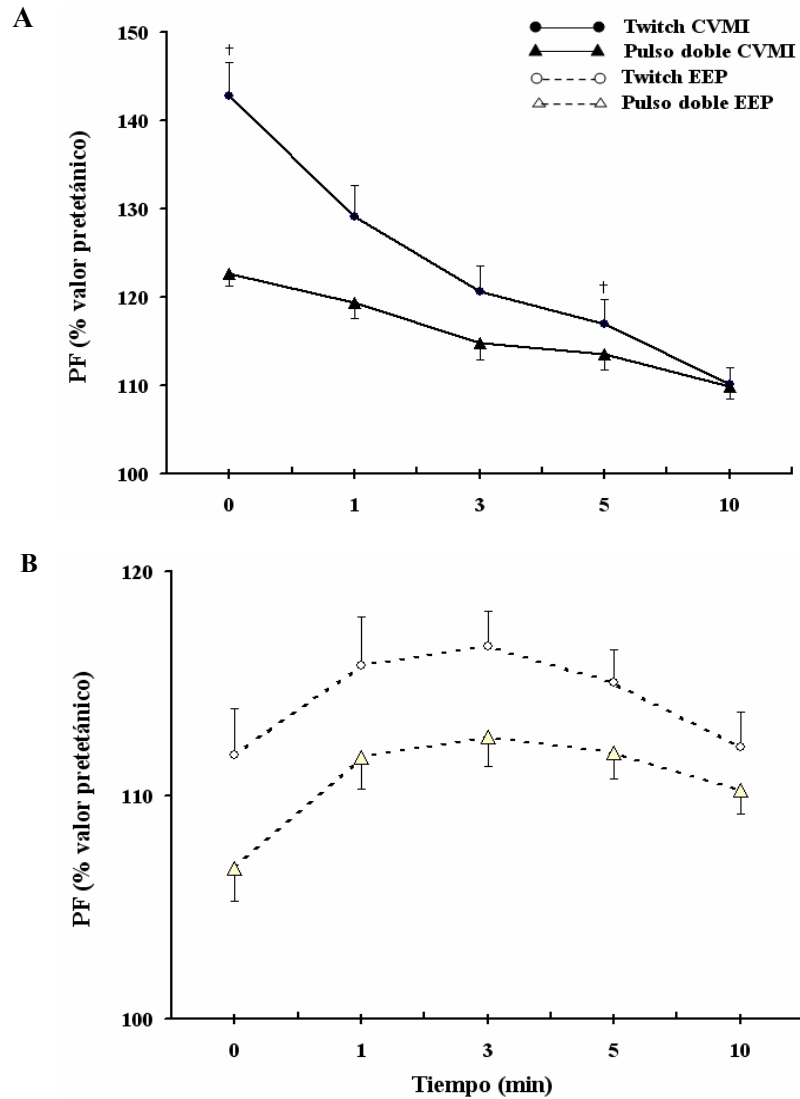 A
Twitch CVMI
Pulso doble CVMI
Twitch EEP
Pulso doble EEP
PF (% valor pretetánico)
150
140
130
120
110
100
†
†
0 1 3 5 10
B
PF (% valor pretetánico)
120
110
100
0 1 3 5 10
Tiempo (min)